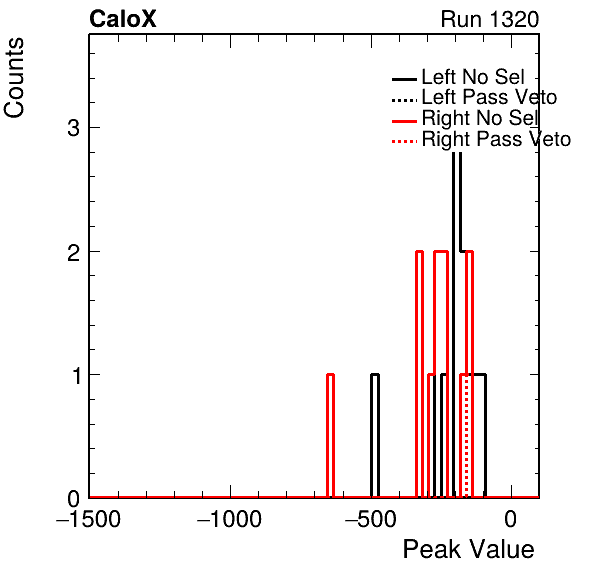 CaloX
Run 1320
Counts
Left No Sel
Left Pass Veto
Right No Sel
Right Pass Veto
3
2
1
0
−1500
−1000
−500
0
Peak Value